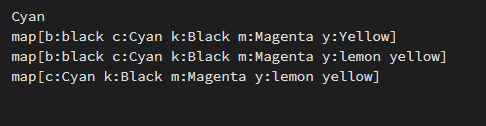 Cyan
map[b:black c:Cyan k:Black m:Magenta y:Yellow]
map[b:black c:Cyan k:Black m:Magenta y:lemon yellow]
map[c:Cyan k:Black m:Magenta y:lemon yellow]